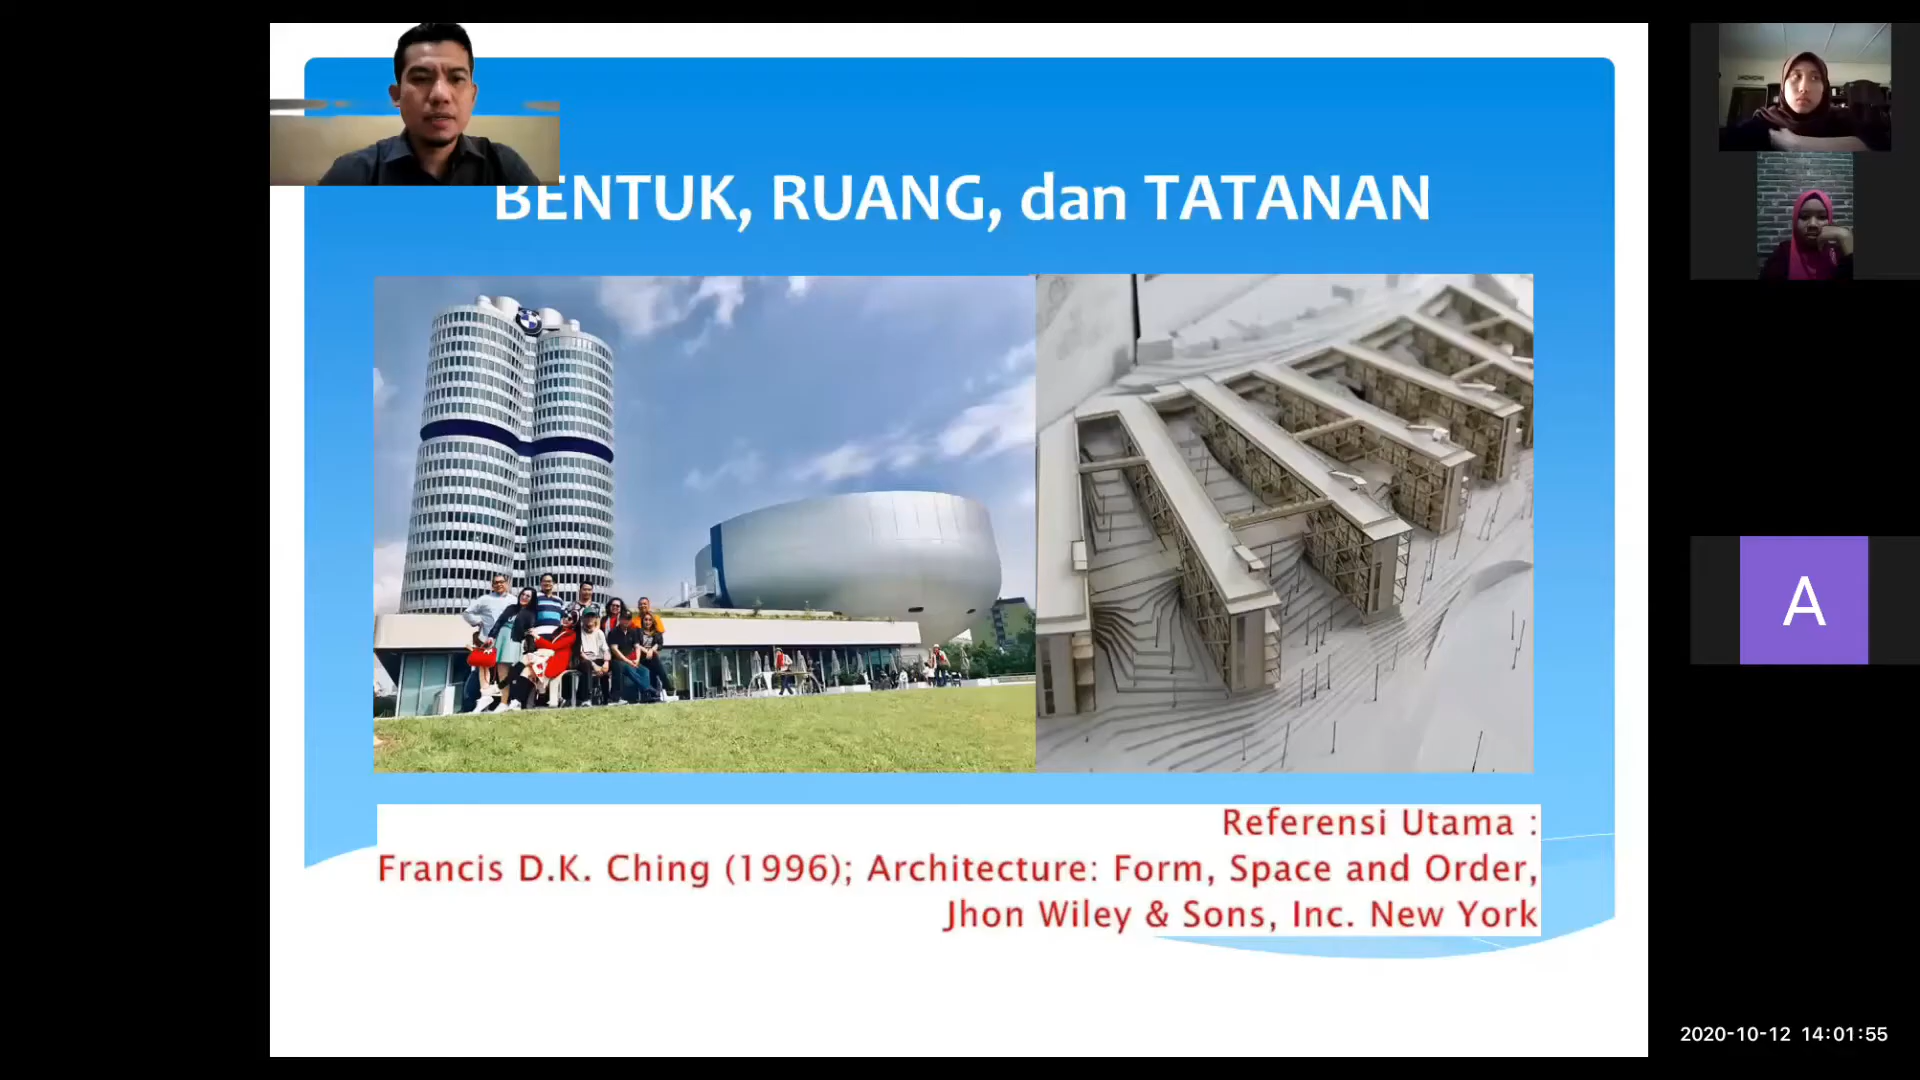 BENTUK, RUANG, dan TATANAN
Referensi Utama :
Francis D.K. Ching (1996); Architecture: Form, Space and Order,
Jhon Wiley & Sons, Inc. New York
A
2020-10-12 14:01:55